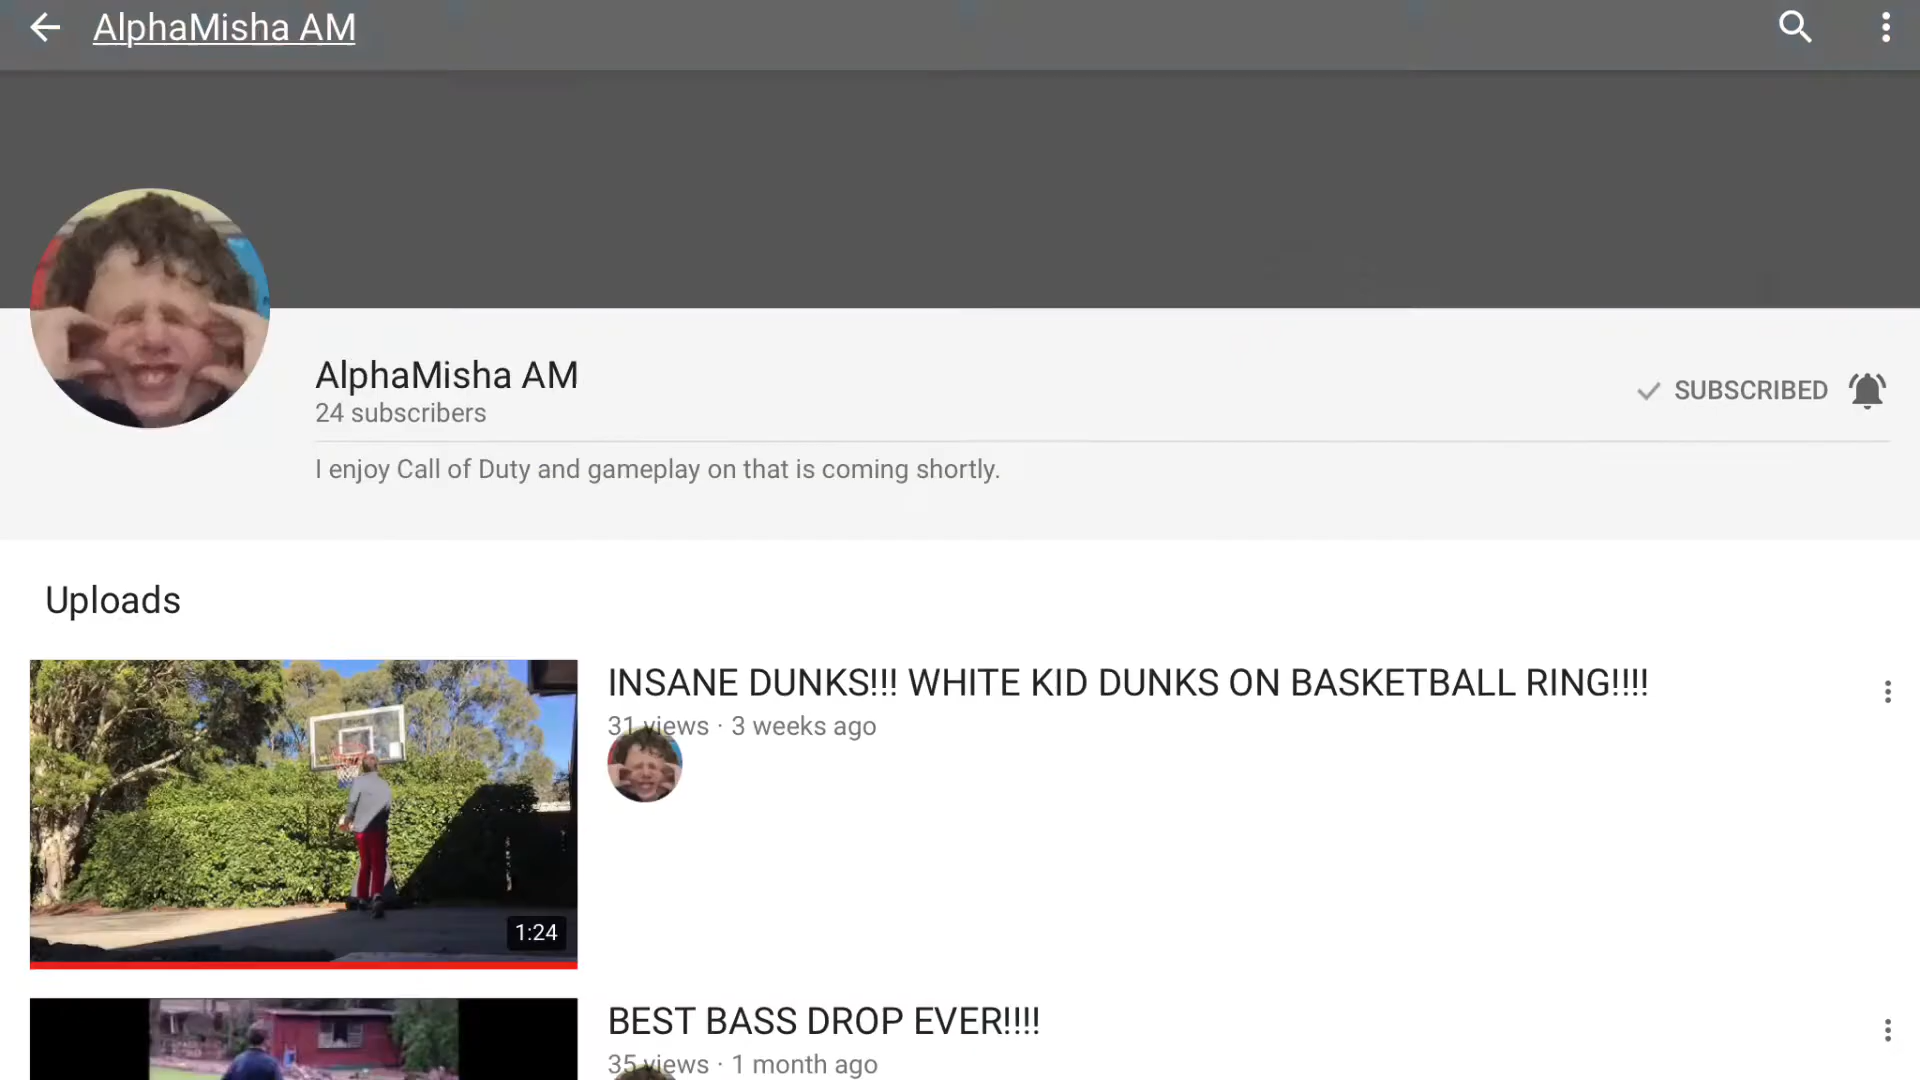 AlphaMisha AM
AlphaMisha AM
24 subscribers
SUBSCRIBED
I enjoy Call of Duty and gameplay on that is coming shortly.
Uploads
INSANE DUNKS!!! WHITE KID DUNKS ON BASKETBALL RING!!!!
31 views · 3 weeks ago
1:24
BEST BASS DROP EVER!!!!
35 views · 1 month ago